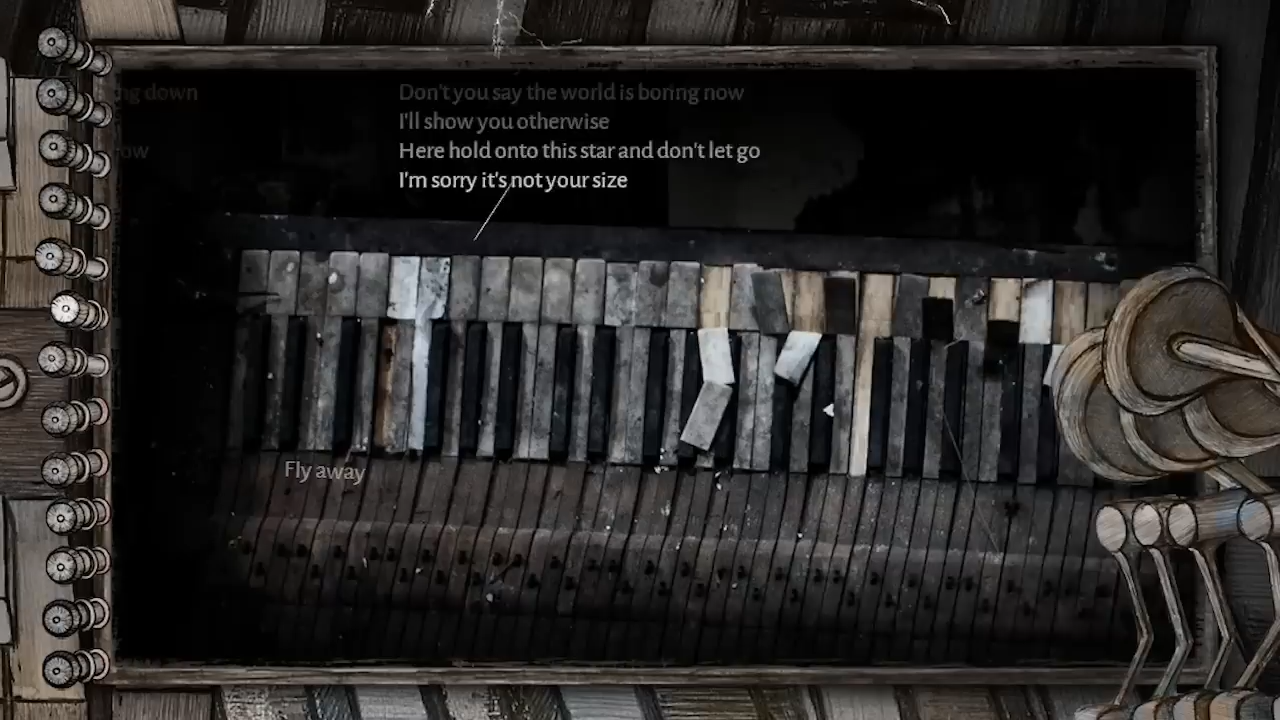 down
Don't you say the world is boring now
I'll show you otherwise
Here hold onto this star and don't let go
I'm sorry it's not your size
Fly away